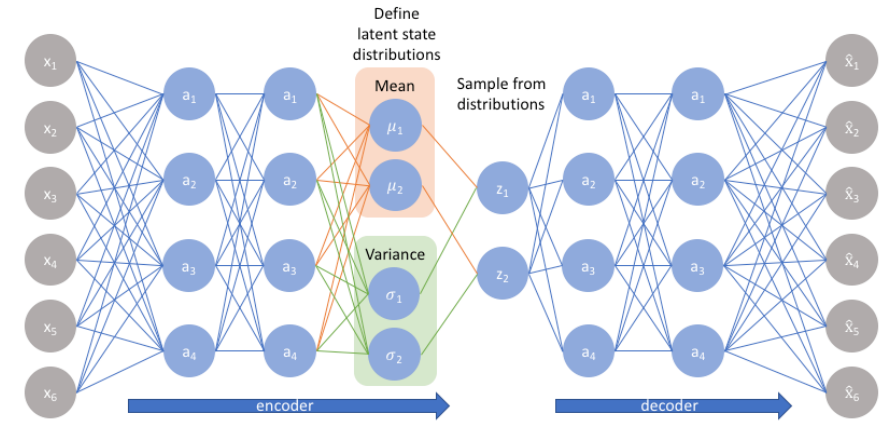 Define
latent state
distributions
Mean
Sample from
distributions
Variance
x₁
x₂
x₃
x₄
x₅
x₆
a₁
a₂
a₃
a₄
a₁
a₂
a₃
a₄
μ₁
μ₂
σ₁
σ₂
z₁
z₂
a₁
a₂
a₃
a₄
a₁
a₂
a₃
a₄
x̂₁
x̂₂
x̂₃
x̂₄
x̂₅
x̂₆
encoder
decoder